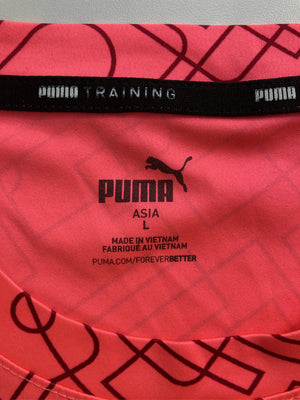 PUMA TRAINING PUMA
PUMA
ASIA
L
MADE IN VIETNAM
FABRIQUÉ AU VIETNAM
PUMA.COM/FOREVERBETTER